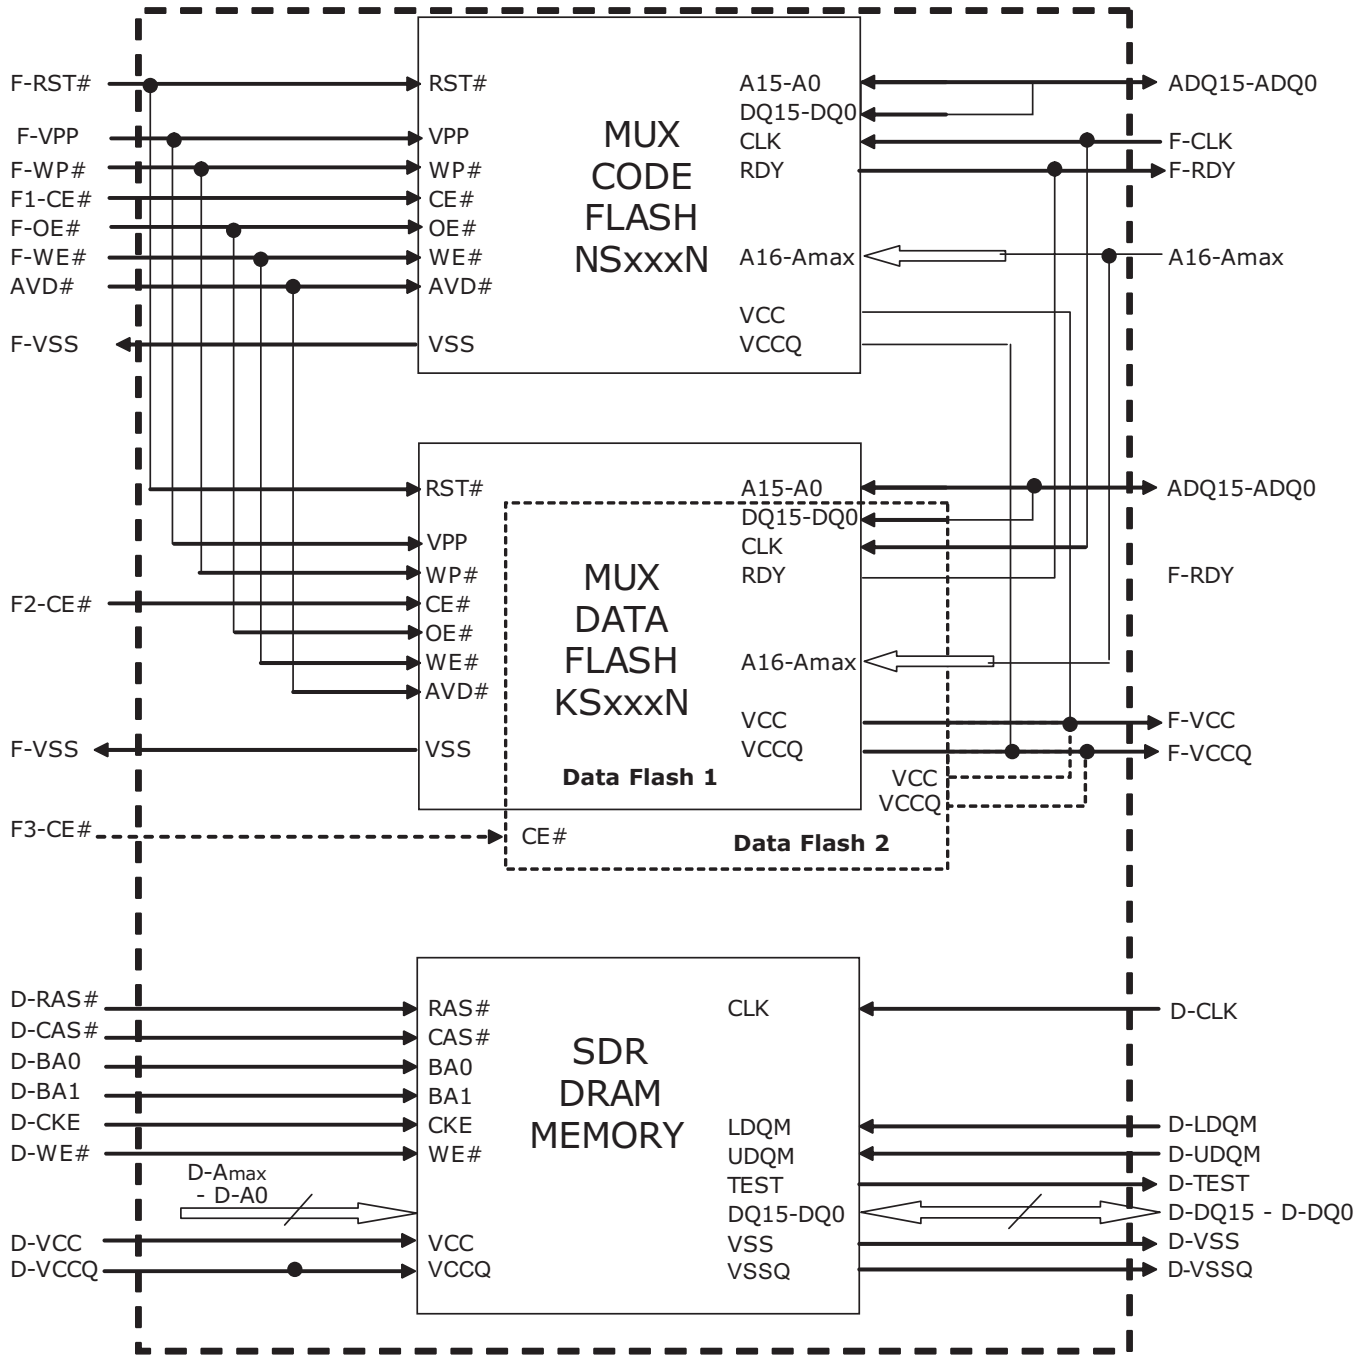 F-RST#
F-VPP
F-WP#
F1-CE#
F-OE#
F-WE#
AVD#
F-VSS
RST#
VPP
WP#
CE#
OE#
WE#
AVD#
VSS
MUX
CODE
FLASH
NSxxxN
A15-A0
DQ15-DQ0
CLK
RDY
A16-Amax
VCC
VCCQ
ADQ15-ADQ0
F-CLK
F-RDY
A16-Amax
F2-CE#
F-VSS
F3-CE#
RST#
VPP
WP#
CE#
OE#
WE#
AVD#
VSS
MUX
DATA
FLASH
KSxxxN
Data Flash 1
A15-A0
DQ15-DQ0
CLK
RDY
A16-Amax
VCC
VCCQ
VCC
VCCQ
CE#
Data Flash 2
ADQ15-ADQ0
F-RDY
F-VCC
F-VCCQ
D-RAS#
D-CAS#
D-BA0
D-BA1
D-CKE
D-WE#
D-Amax
- D-A0
D-VCC
D-VCCQ
RAS#
CAS#
BA0
BA1
CKE
WE#
VCC
VCCQ
SDR
DRAM
MEMORY
CLK
LDQM
UDQM
TEST
DQ15-DQ0
VSS
VSSQ
D-CLK
D-LDQM
D-UDQM
D-TEST
D-DQ15 - D-DQ0
D-VSS
D-VSSQ